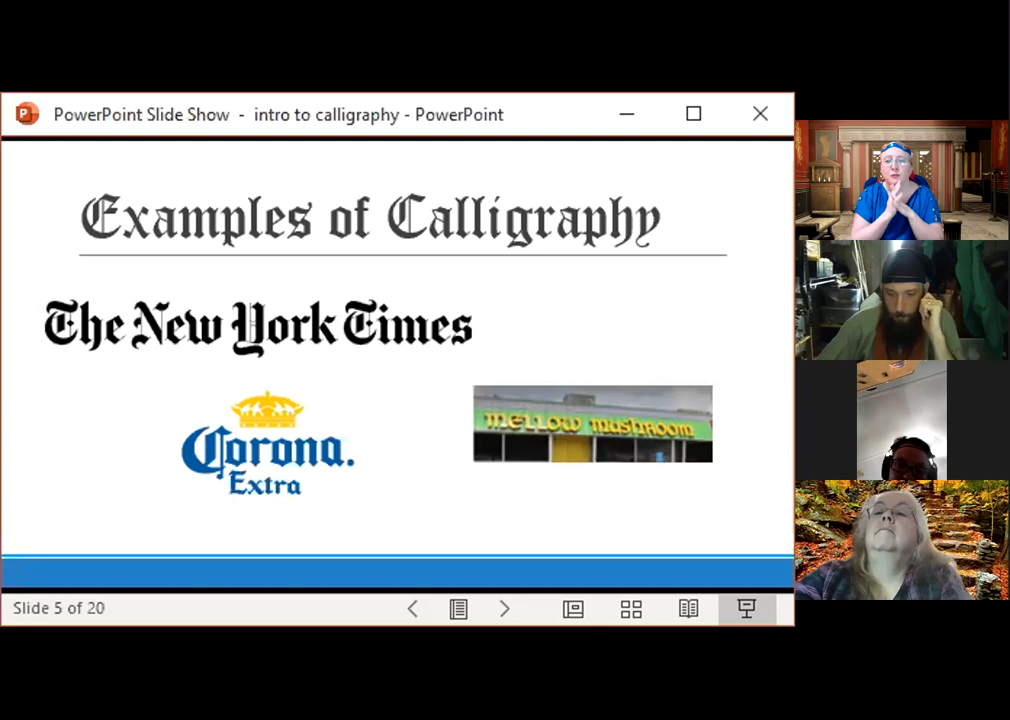 PowerPoint Slide Show - intro to calligraphy - PowerPoint
Examples of Calligraphy
The New York Times
Corona.
Extra
mellow mushroom
Slide 5 of 20